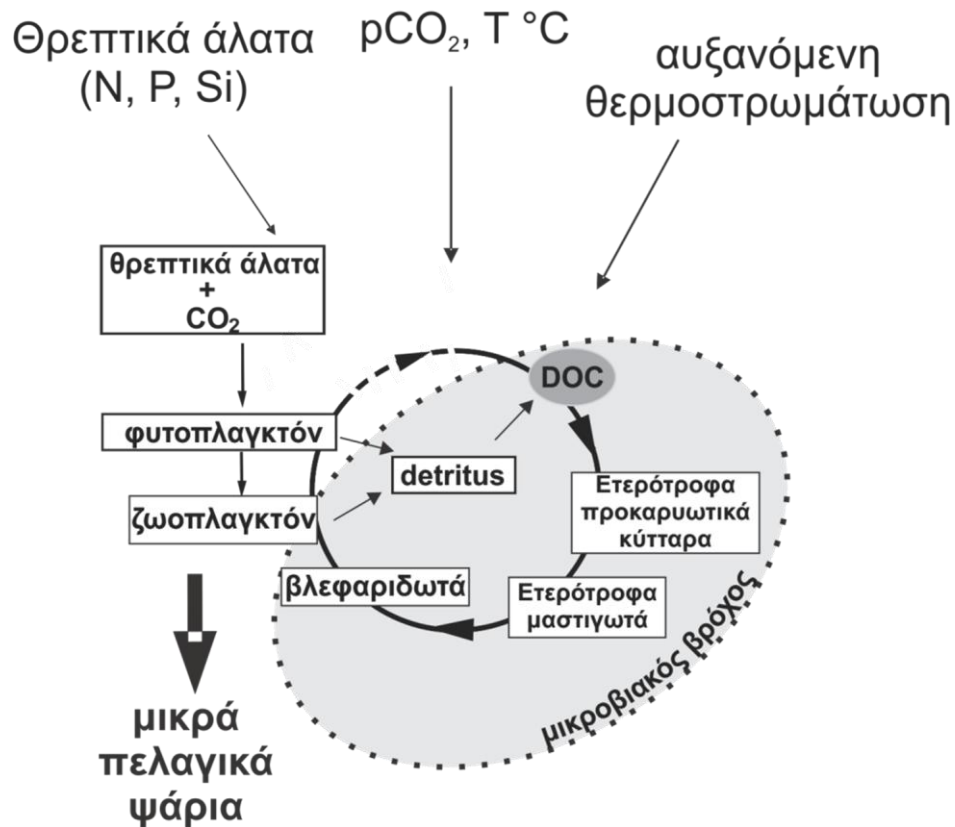 Θρεπτικά άλατα
(N, P, Si)
pCO₂, T °C
αυξανόμενη
θερμοστρωμάτωση
θρεπτικά άλατα
+
CO₂
φυτοπλαγκτόν
ζωοπλαγκτόν
DOC
detritus
Ετερότροφα
προκαρυωτικά
κύτταρα
βλεφαριδωτά
Ετερότροφα
μαστιγωτά
μικροβιακός βρόχος
μικρά
πελαγικά
ψάρια